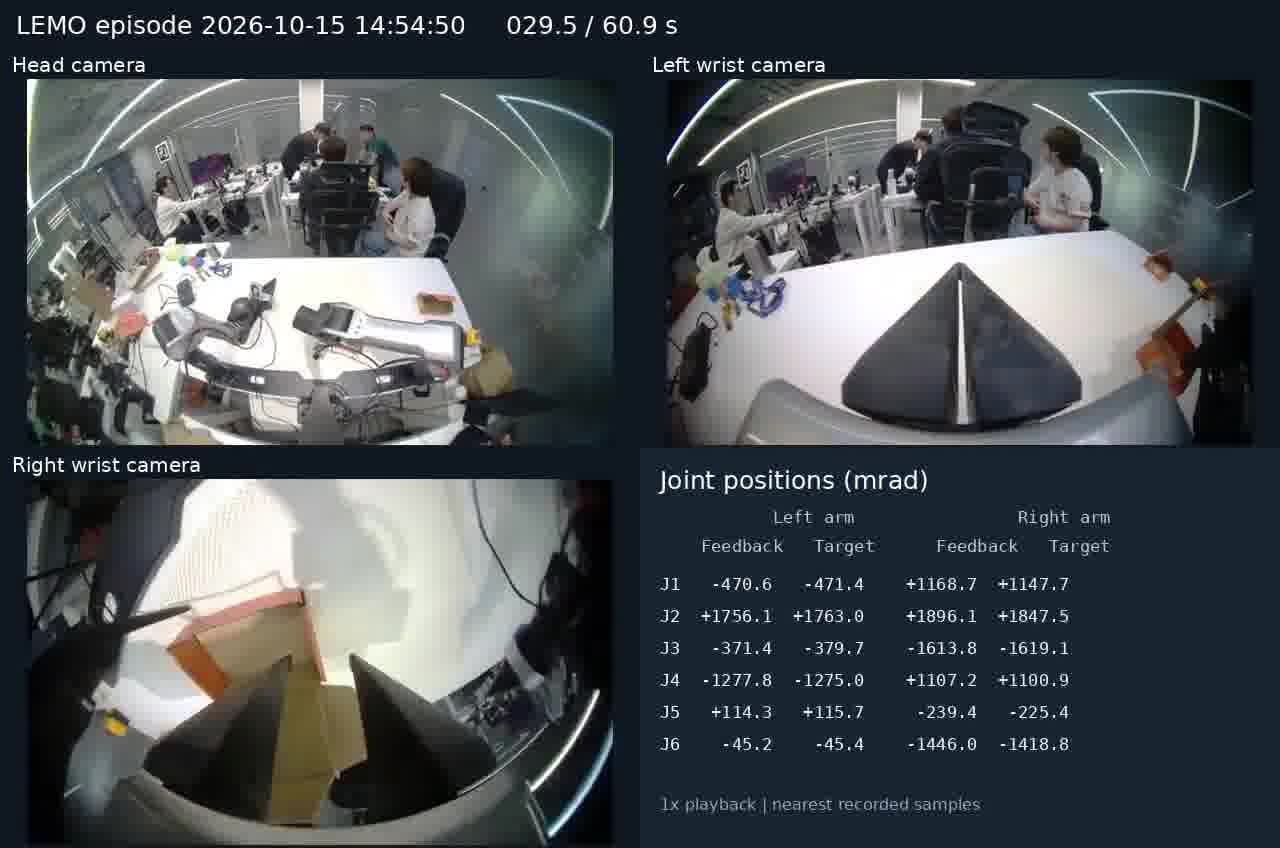 LEMO episode 2026-10-15 14:54:50 029.5 / 60.9 s
Head camera
Left wrist camera
Right wrist camera
Joint positions (mrad)
Left arm Right arm
Feedback Target Feedback Target
J1 -470.6 -471.4 +1168.7 +1147.7
J2 +1756.1 +1763.0 +1896.1 +1847.5
J3 -371.4 -379.7 -1613.8 -1619.1
J4 -1277.8 -1275.0 +1107.2 +1100.9
J5 +114.3 +115.7 -239.4 -225.4
J6 -45.2 -45.4 -1446.0 -1418.8
1x playback | nearest recorded samples